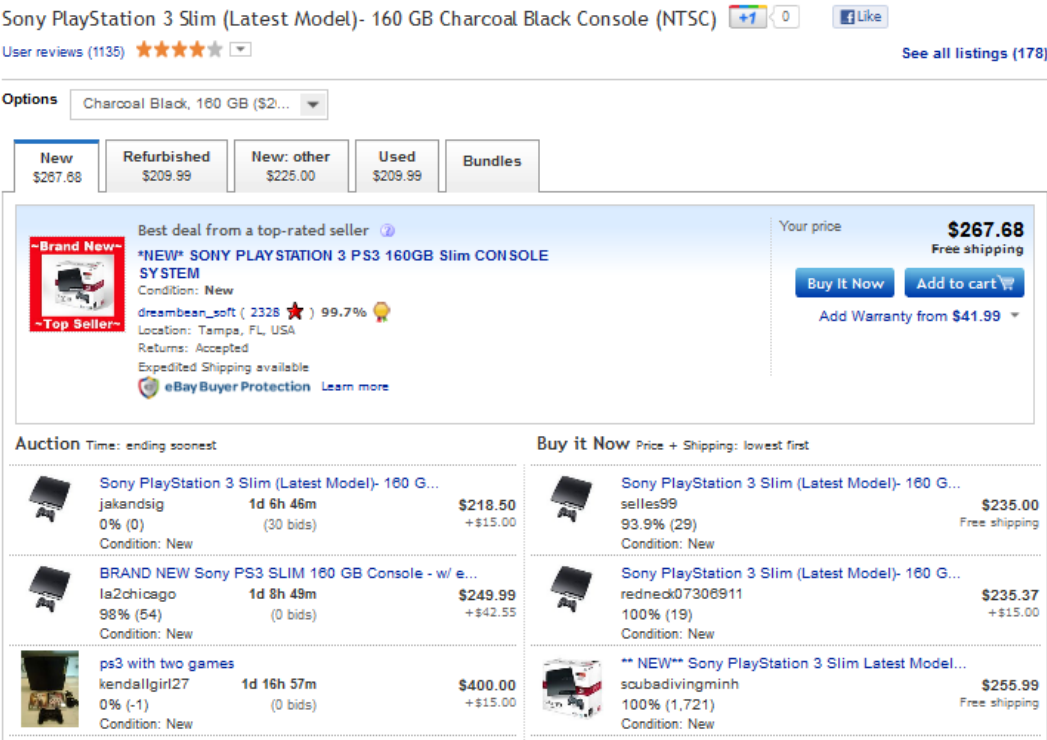 Sony PlayStation 3 Slim (Latest Model)- 160 GB Charcoal Black Console (NTSC) +1 0 Like
User reviews (1135)
See all listings (178)
Options Charcoal Black, 160 GB ($2(...
New Refurbished New: other Used Bundles
$267.68 $209.99 $225.00 $209.99
Best deal from a top-rated seller ?
Your price $267.68
Free shipping
~Brand New~
~Top Seller~
*NEW* SONY PLAYSTATION 3 PS3 160GB Slim CONSOLE
SYSTEM
Condition: New
dreambean_soft ( 2328 ) 99.7%
Location: Tampa, FL, USA
Returns: Accepted
Expedited Shipping available
eBay Buyer Protection Learn more
Buy It Now Add to cart
Add Warranty from $41.99
Auction Time: ending soonest
Sony PlayStation 3 Slim (Latest Model)- 160 G...
jakandsig 1d 6h 46m $218.50
0% (0) (30 bids) +$15.00
Condition: New
BRAND NEW Sony PS3 SLIM 160 GB Console - w/ e...
la2chicago 1d 8h 49m $249.99
98% (54) (0 bids) +$42.55
Condition: New
ps3 with two games
kendallgirl27 1d 16h 57m $400.00
0% (-1) (0 bids) +$15.00
Condition: New
Buy it Now Price + Shipping: lowest first
Sony PlayStation 3 Slim (Latest Model)- 160 G...
selles99 $235.00
93.9% (29) Free shipping
Condition: New
Sony PlayStation 3 Slim (Latest Model)- 160 G...
redneck07306911 $235.37
100% (19) +$15.00
Condition: New
** NEW** Sony PlayStation 3 Slim Latest Model...
scubadivingminh $255.99
100% (1,721) Free shipping
Condition: New